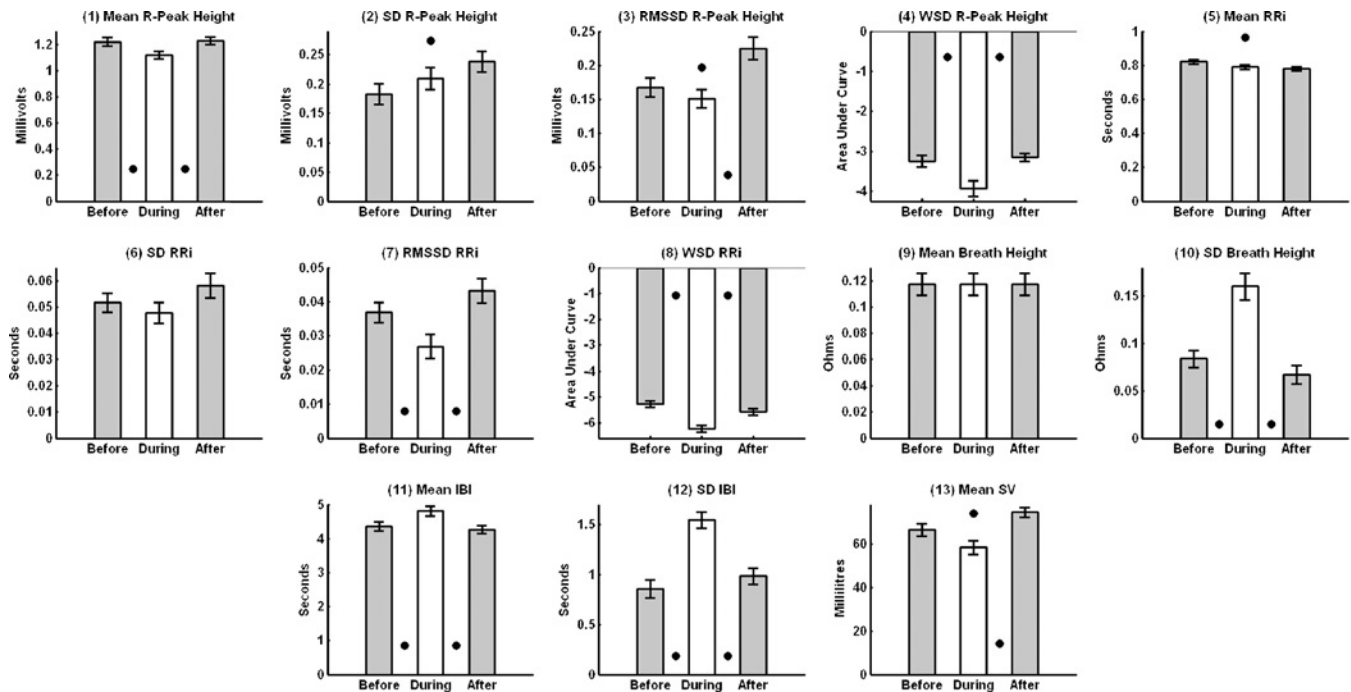 (1) Mean R-Peak Height
Millivolts
1.2
1
0.8
0.6
0.4
0.2
0
Before During After
(2) SD R-Peak Height
Millivolts
0.25
0.2
0.15
0.1
0.05
0
Before During After
(3) RMSSD R-Peak Height
Millivolts
0.25
0.2
0.15
0.1
0.05
0
Before During After
(4) WSD R-Peak Height
Area Under Curve
0
-1
-2
-3
-4
Before During After
(5) Mean RRi
Seconds
1
0.8
0.6
0.4
0.2
0
Before During After
(6) SD RRi
Seconds
0.06
0.05
0.04
0.03
0.02
0.01
0
Before During After
(7) RMSSD RRi
Seconds
0.05
0.04
0.03
0.02
0.01
0
Before During After
(8) WSD RRi
Area Under Curve
0
-1
-2
-3
-4
-5
-6
Before During After
(9) Mean Breath Height
Ohms
0.12
0.1
0.08
0.06
0.04
0.02
0
Before During After
(10) SD Breath Height
Ohms
0.15
0.1
0.05
0
Before During After
(11) Mean IBI
Seconds
5
4
3
2
1
0
Before During After
(12) SD IBI
Seconds
1.5
1
0.5
0
Before During After
(13) Mean SV
Millilitres
60
40
20
0
Before During After